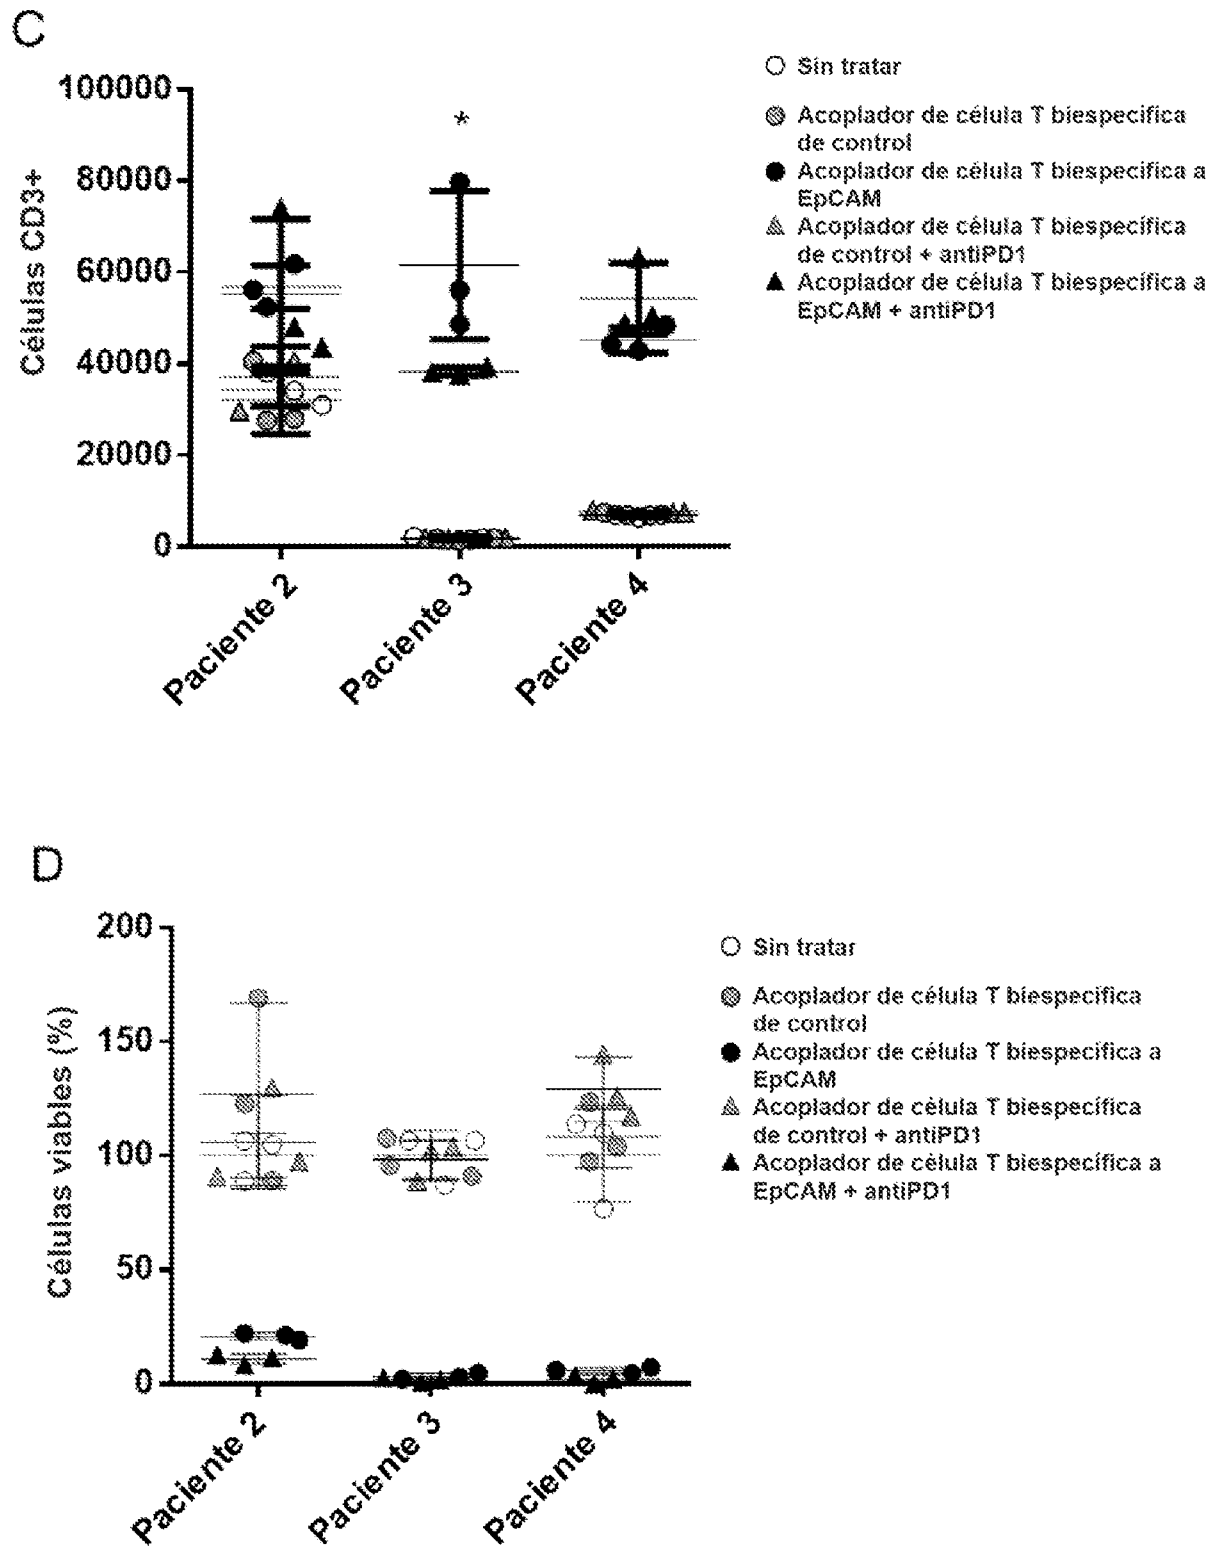 C
100000
80000
60000
40000
20000
0
Células CD3+
*
Paciente 2
Paciente 3
Paciente 4
Sin tratar
Acoplador de célula T biespecífica
de control
Acoplador de célula T biespecífica a
EpCAM
Acoplador de célula T biespecífica
de control + antiPD1
Acoplador de célula T biespecífica a
EpCAM + antiPD1
D
200
150
100
50
0
Células viables (%)
Paciente 2
Paciente 3
Paciente 4
Sin tratar
Acoplador de célula T biespecífica
de control
Acoplador de célula T biespecífica a
EpCAM
Acoplador de célula T biespecífica
de control + antiPD1
Acoplador de célula T biespecífica a
EpCAM + antiPD1